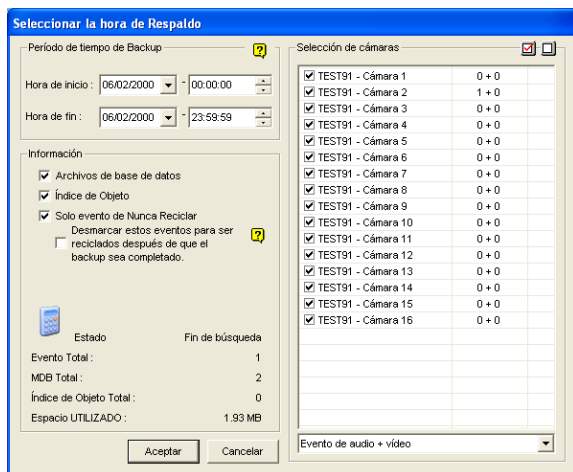 Seleccionar la hora de Respaldo
Período de tiempo de Backup
Hora de inicio : 06/02/2000 - 00:00:00
Hora de fin : 06/02/2000 - 23:59:59
Información
Archivos de base de datos
Índice de Objeto
Solo evento de Nunca Reciclar
Desmarcar estos eventos para ser
reciclados después de que el
backup sea completado.
Estado Fin de búsqueda
Evento Total : 1
MDB Total : 2
Índice de Objeto Total : 0
Espacio UTILIZADO : 1.93 MB
Aceptar Cancelar
Selección de cámaras
TEST91 - Cámara 1 0 + 0
TEST91 - Cámara 2 1 + 0
TEST91 - Cámara 3 0 + 0
TEST91 - Cámara 4 0 + 0
TEST91 - Cámara 5 0 + 0
TEST91 - Cámara 6 0 + 0
TEST91 - Cámara 7 0 + 0
TEST91 - Cámara 8 0 + 0
TEST91 - Cámara 9 0 + 0
TEST91 - Cámara 10 0 + 0
TEST91 - Cámara 11 0 + 0
TEST91 - Cámara 12 0 + 0
TEST91 - Cámara 13 0 + 0
TEST91 - Cámara 14 0 + 0
TEST91 - Cámara 15 0 + 0
TEST91 - Cámara 16 0 + 0
Evento de audio + vídeo